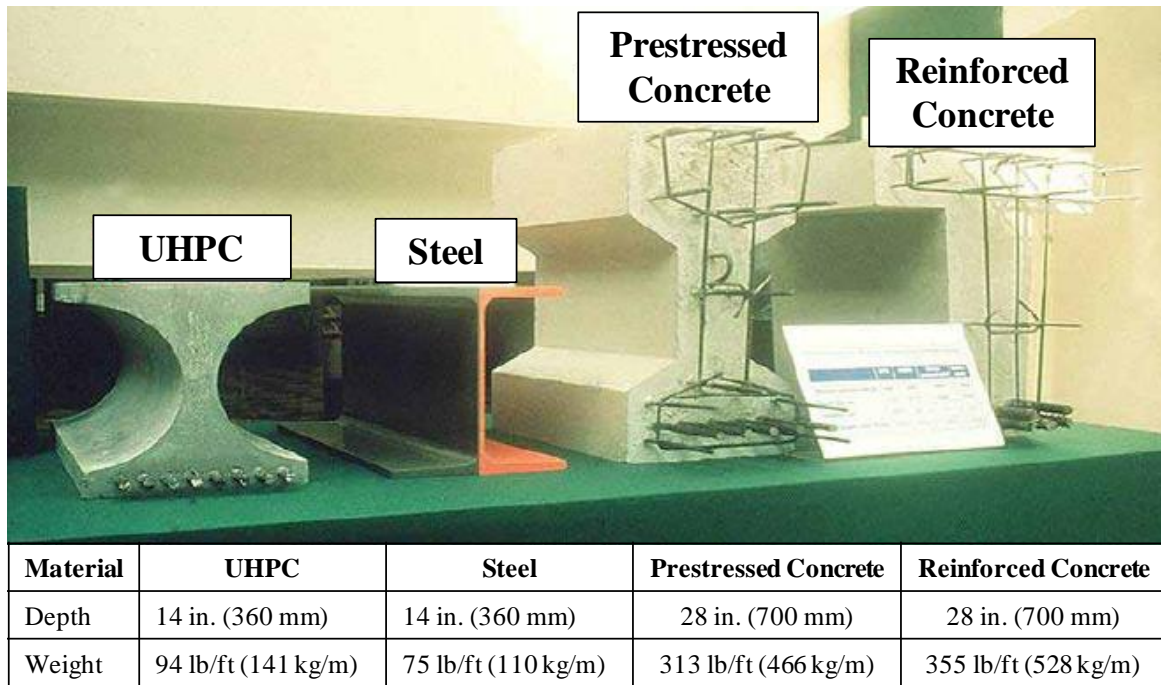 Prestressed
Concrete
Reinforced
Concrete
UHPC
Steel
Material UHPC Steel Prestressed Concrete Reinforced Concrete
Depth 14 in. (360 mm) 14 in. (360 mm) 28 in. (700 mm) 28 in. (700 mm)
Weight 94 lb/ft (141 kg/m) 75 lb/ft (110 kg/m) 313 lb/ft (466 kg/m) 355 lb/ft (528 kg/m)